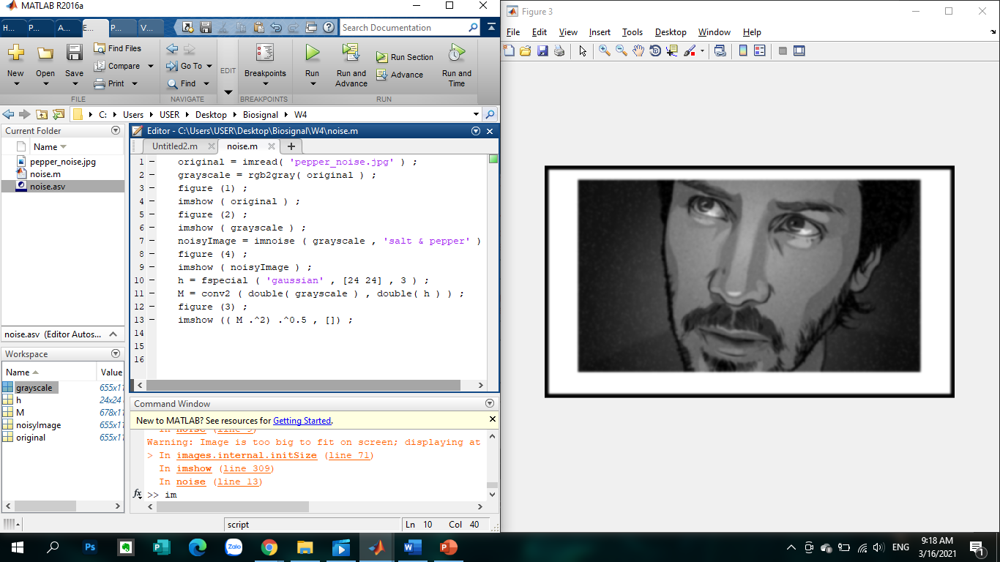 MATLAB R2016a
H... P... A... E... P... V... Search Documentation
New Open Save Find Files Compare Print
Go To Find
EDIT Breakpoints
Run Run and Advance Run Section Advance Run and Time
FILE NAVIGATE BREAKPOINTS RUN
C: Users USER Desktop Biosignal W4
Current Folder
Name
pepper_noise.jpg
noise.m
noise.asv
noise.asv (Editor Autos...
Workspace
Name Value
grayscale 655x11
h 24x24
M 678x11
noisyImage 655x11
original 655x11
Editor - C:\Users\USER\Desktop\Biosignal\W4\noise.m
Untitled2.m noise.m
1 original = imread( 'pepper_noise.jpg' ) ;
2 grayscale = rgb2gray( original ) ;
3 figure (1) ;
4 imshow ( original ) ;
5 figure (2) ;
6 imshow ( grayscale ) ;
7 noisyImage = imnoise ( grayscale , 'salt & pepper' )
8 figure (4) ;
9 imshow ( noisyImage ) ;
10 h = fspecial ( 'gaussian' , [24 24] , 3 ) ;
11 M = conv2 ( double( grayscale ) , double( h ) ) ;
12 figure (3) ;
13 imshow (( M .^2) .^0.5 , []) ;
14
15
16
Command Window
New to MATLAB? See resources for Getting Started.
In noise (line 9)
Warning: Image is too big to fit on screen; displaying at
> In images.internal.initSize (line 71)
In imshow (line 309)
In noise (line 13)
fx >> im
script Ln 10 Col 40
Figure 3
File Edit View Insert Tools Desktop Window Help
Ps Zalo
ENG
9:18 AM
3/16/2021
1